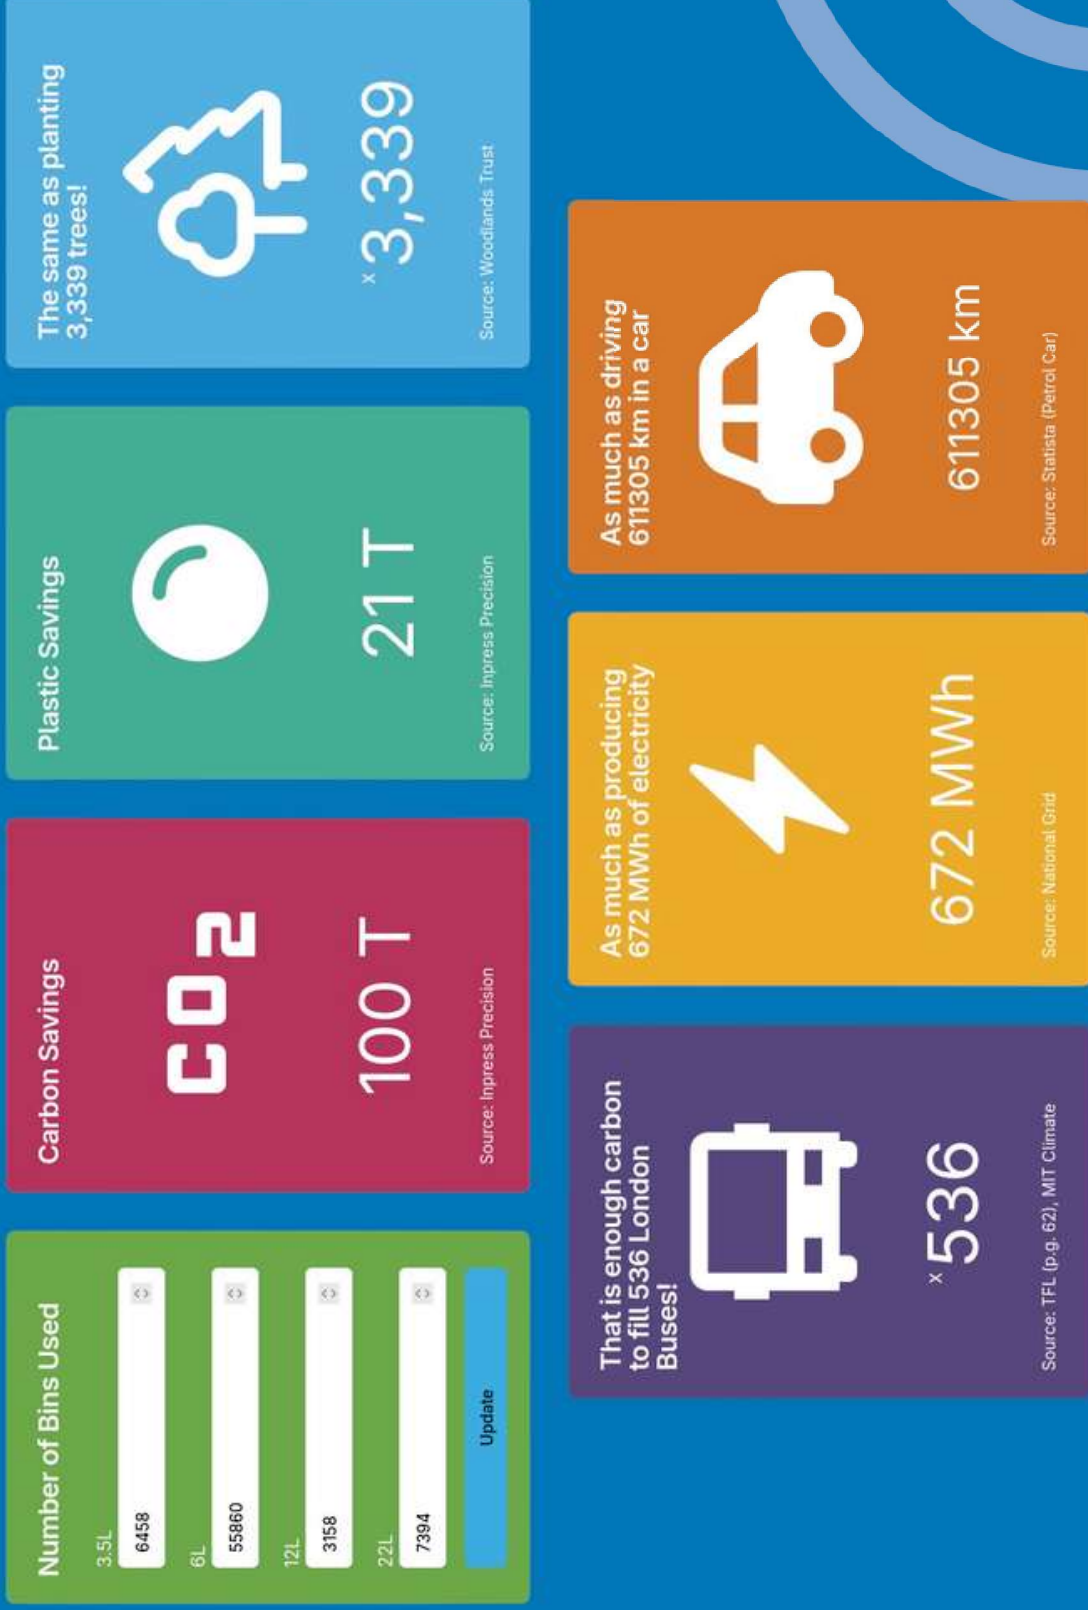 Number of Bins Used
3.5L
6458
6L
55860
12L
3158
22L
7394
Update
Carbon Savings
CO2
100 T
Source: Inpress Precision
Plastic Savings
21 T
Source: Inpress Precision
The same as planting
3,339 trees!
x 3,339
Source: Woodlands Trust
That is enough carbon
to fill 536 London
Buses!
x 536
Source: TFL (p.g. 62), MIT Climate
As much as producing
672 MWh of electricity
672 MWh
Source: National Grid
As much as driving
611305 km in a car
611305 km
Source: Statista (Petrol Car)